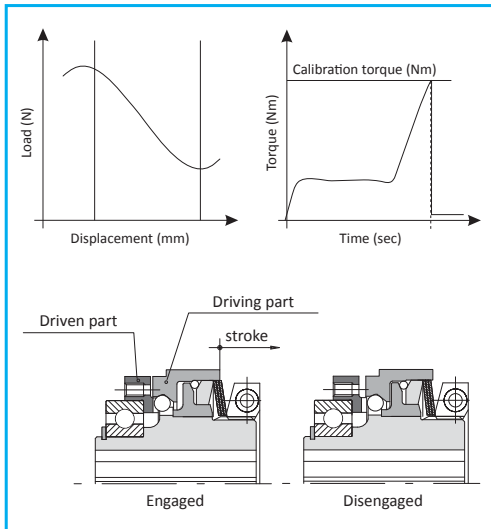 Load (N)
Displacement (mm)
Calibration torque (Nm)
Torque (Nm)
Time (sec)
Driving part
Driven part
stroke
Engaged
Disengaged